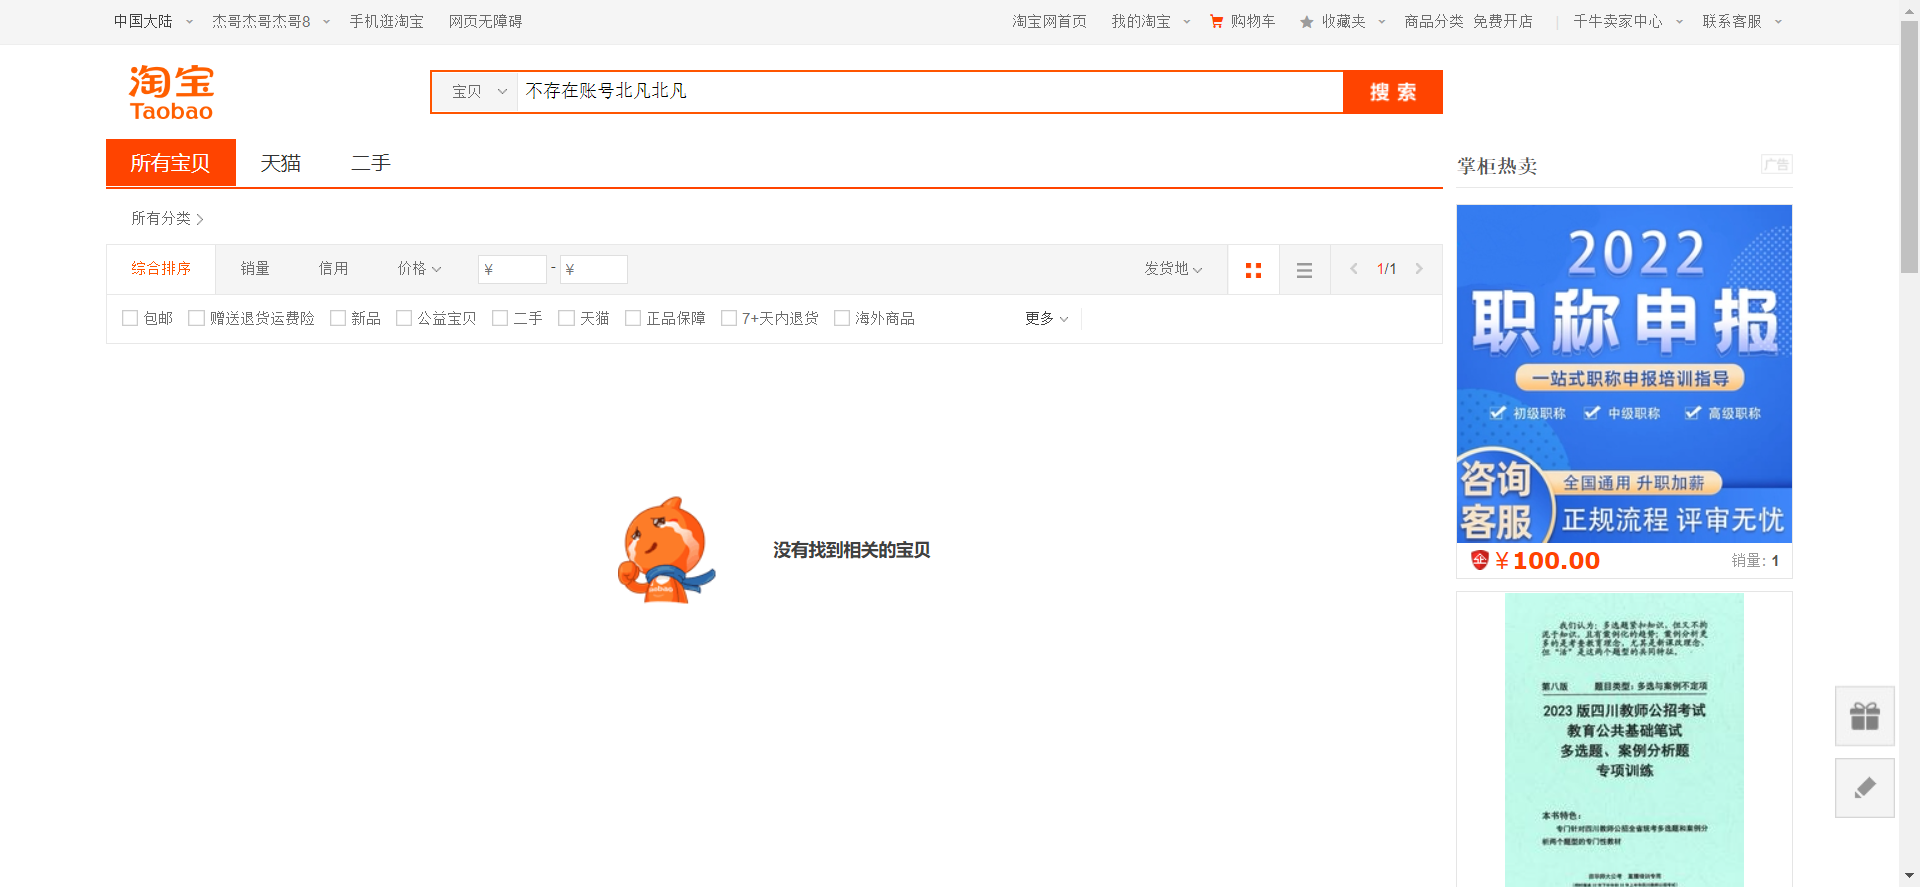 中国大陆 杰哥杰哥杰哥8 手机逛淘宝 网页无障碍 淘宝网首页 我的淘宝 购物车 收藏夹 商品分类 免费开店 千牛卖家中心 联系客服
淘宝
Taobao
宝贝 不存在账号北凡北凡 搜索
所有宝贝 天猫 二手
掌柜热卖 广告
所有分类
综合排序 销量 信用 价格 ¥ - ¥ 发货地 1/1
包邮 赠送退货运费险 新品 公益宝贝 二手 天猫 正品保障 7+天内退货 海外商品 更多
没有找到相关的宝贝
2022
职称申报
一站式职称申报培训指导
初级职称 中级职称 高级职称
咨询
客服
全国通用 升职加薪
正规流程 评审无忧
企 ¥100.00 销量: 1
我们认为：多选题紧扣知识，但又不拘
泥于知识，且有案例化的趋势；案例分析更
多的是考查教育理念，尤其是新课改理念，
但“活”是这两个题型的共同特征。
第八版 题目类型：多选与案例不定项
2023 版四川教师公招考试
教育公共基础笔试
多选题、案例分析题
专项训练
本书特色：
专门针对四川教师公招全省统考多选题和案例分
析两个题型的专门性教材